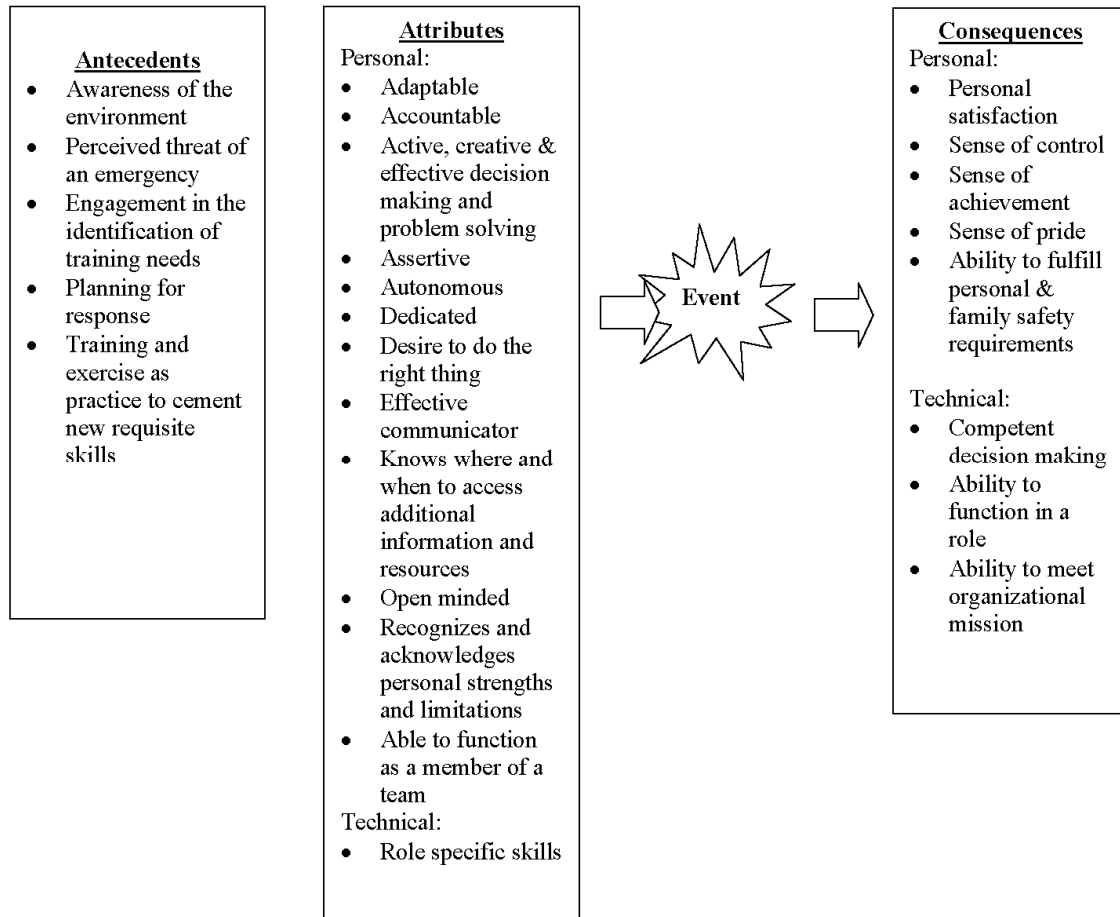 Antecedents
• Awareness of the
environment
• Perceived threat of
an emergency
• Engagement in the
identification of
training needs
• Planning for
response
• Training and
exercise as
practice to cement
new requisite
skills
Attributes
Personal:
• Adaptable
• Accountable
• Active, creative &
effective decision
making and
problem solving
• Assertive
• Autonomous
• Dedicated
• Desire to do the
right thing
• Effective
communicator
• Knows where and
when to access
additional
information and
resources
• Open minded
• Recognizes and
acknowledges
personal strengths
and limitations
• Able to function
as a member of a
team
Technical:
• Role specific skills
Event
Consequences
Personal:
• Personal
satisfaction
• Sense of control
• Sense of
achievement
• Sense of pride
• Ability to fulfill
personal &
family safety
requirements
Technical:
• Competent
decision making
• Ability to
function in a
role
• Ability to meet
organizational
mission